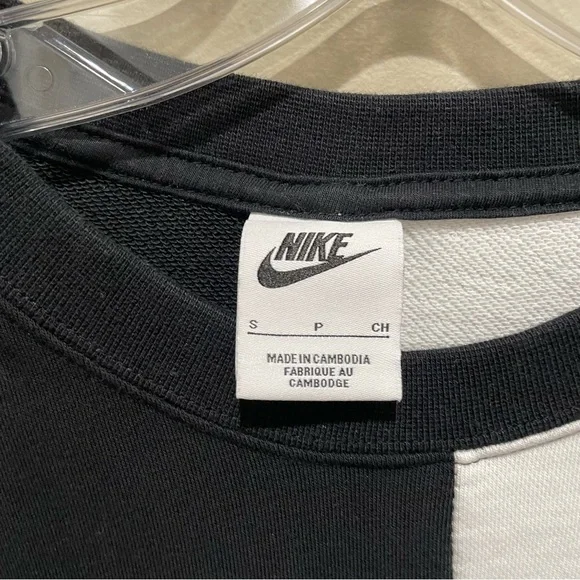 NIKE
S P CH
MADE IN CAMBODIA
FABRIQUE AU
CAMBODGE